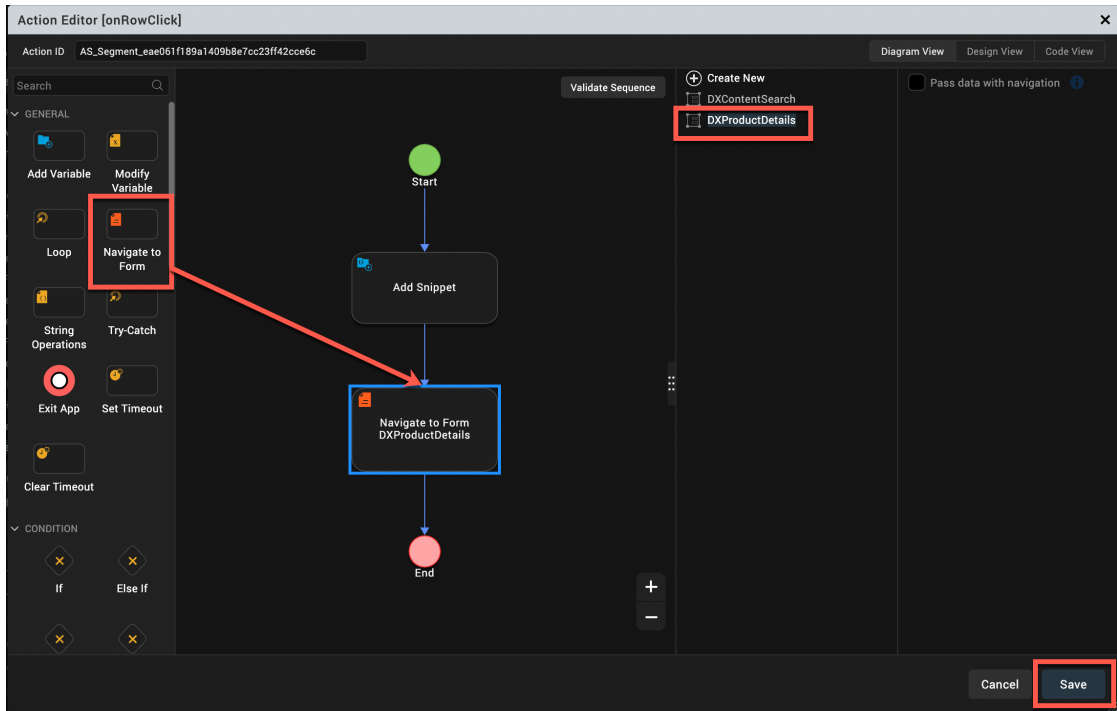 Action Editor [onRowClick]
Action ID
AS_Segment_eae061f189a1409b8e7cc23ff42cce6c
Diagram View
Design View
Code View
Search
GENERAL
Add Variable
Modify
Variable
Loop
Navigate to
Form
String
Operations
Try-Catch
Exit App
Set Timeout
Clear Timeout
CONDITION
If
Else If
Validate Sequence
Start
Add Snippet
Navigate to Form
DXProductDetails
End
+
−
Create New
DXContentSearch
DXProductDetails
Pass data with navigation
Cancel
Save